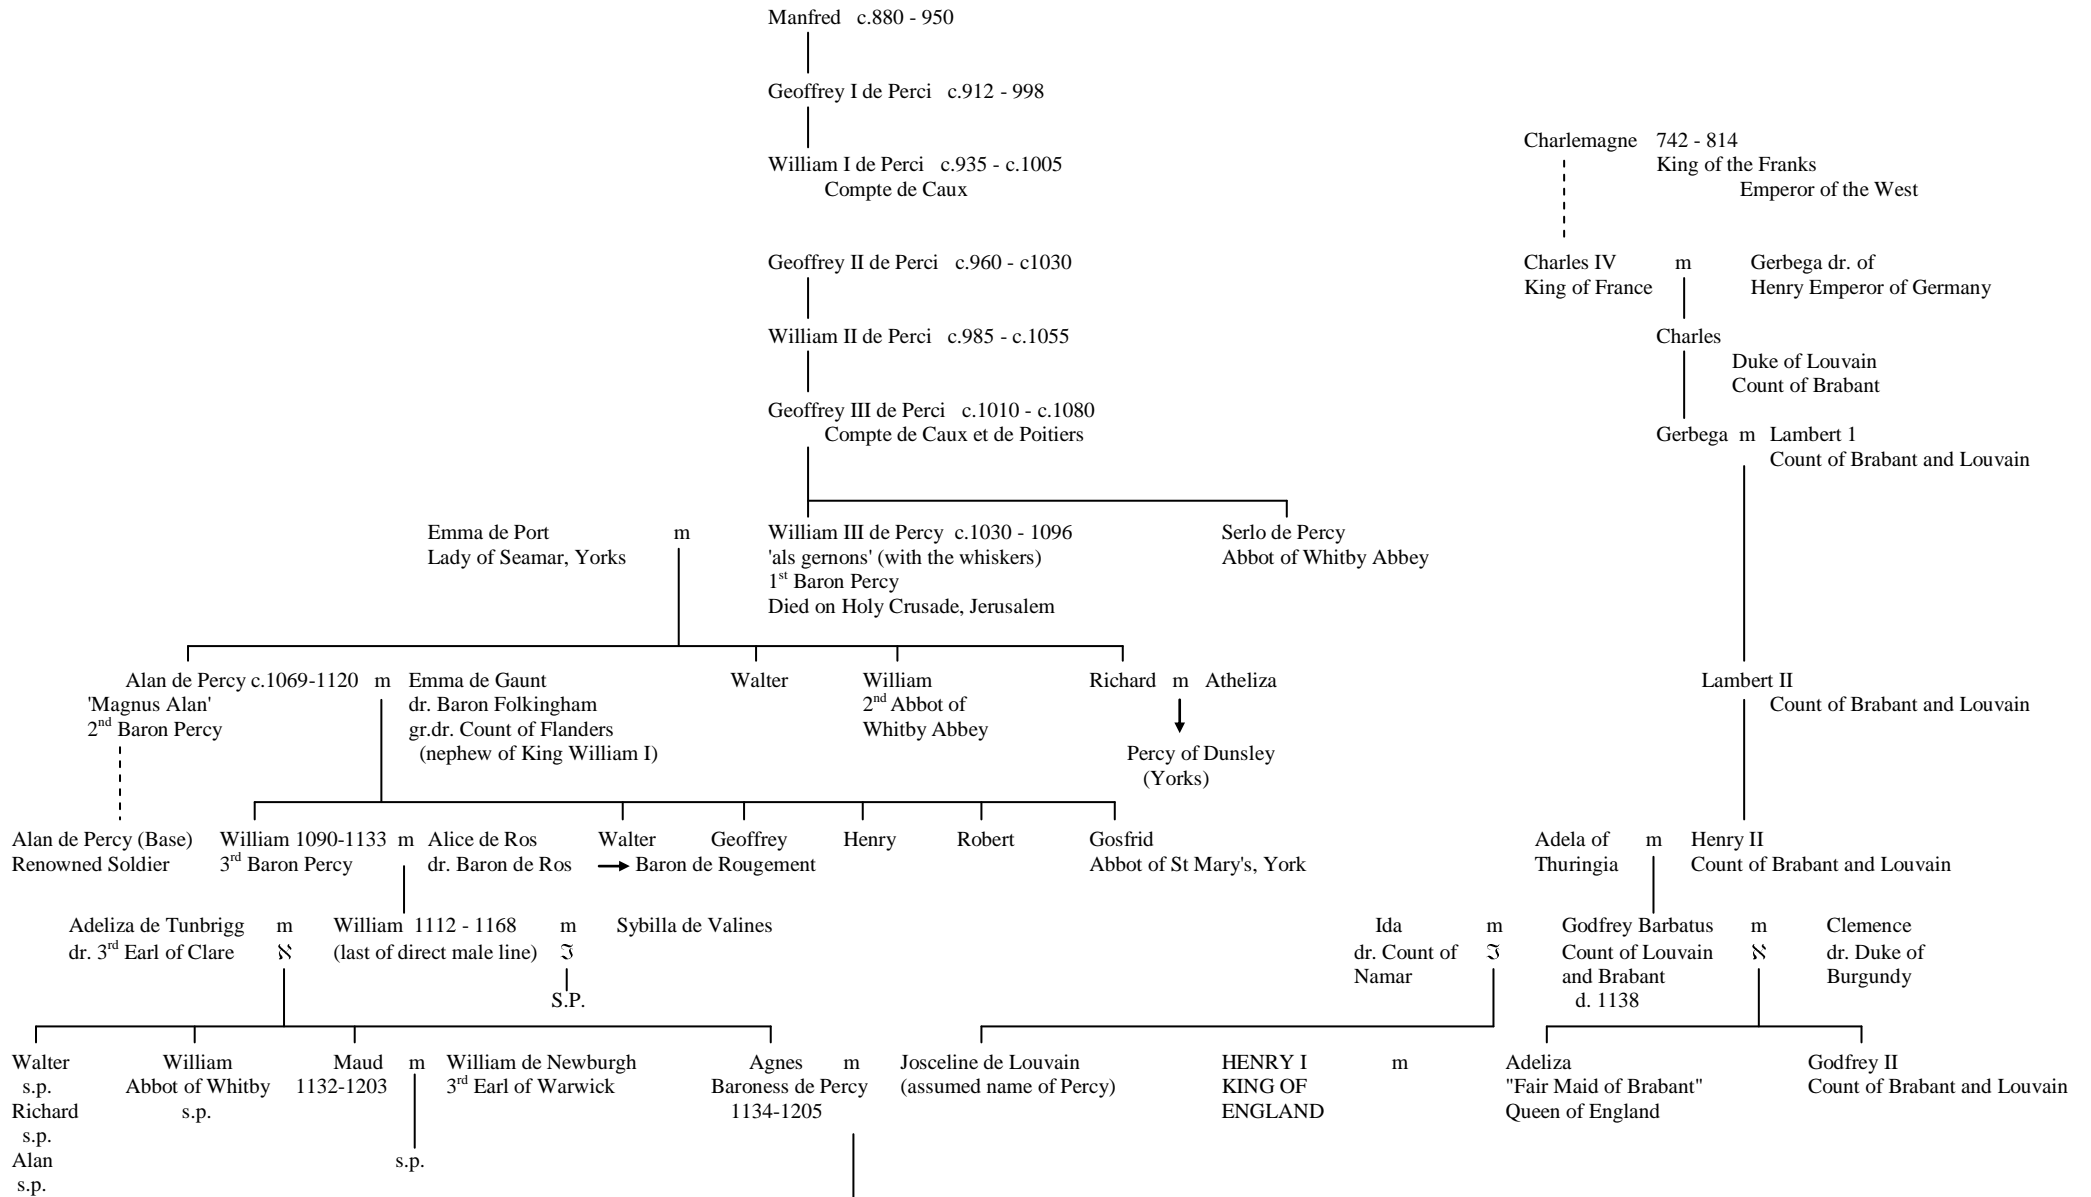 Manfred c.880 - 950
Geoffrey I de Perci c.912 - 998
Charlemagne 742 - 814
William I de Perci c.935 - c.1005
King of the Franks
Compte de Caux
Emperor of the West
Geoffrey II de Perci c.960 - c1030
Charles IV m Gerbega dr. of
King of France Henry Emperor of Germany
William II de Perci c.985 - c.1055
Charles
Duke of Louvain
Count of Brabant
Geoffrey III de Perci c.1010 - c.1080
Compte de Caux et de Poitiers
Gerbega m Lambert 1
Count of Brabant and Louvain
Emma de Port m William III de Percy c.1030 - 1096 Serlo de Percy
Lady of Seamar, Yorks 'als gernons' (with the whiskers) Abbot of Whitby Abbey
1st Baron Percy
Died on Holy Crusade, Jerusalem
Alan de Percy c.1069-1120 m Emma de Gaunt Walter William Richard m Atheliza Lambert II
'Magnus Alan' dr. Baron Folkingham 2nd Abbot of Count of Brabant and Louvain
2nd Baron Percy gr.dr. Count of Flanders Whitby Abbey
(nephew of King William I) Percy of Dunsley
(Yorks)
Alan de Percy (Base) William 1090-1133 m Alice de Ros Walter Geoffrey Henry Robert Gosfrid Adela of m Henry II
Renowned Soldier 3rd Baron Percy dr. Baron de Ros → Baron de Rougement Abbot of St Mary's, York Thuringia Count of Brabant and Louvain
Adeliza de Tunbrigg m William 1112 - 1168 m Sybilla de Valines Ida m Godfrey Barbatus m Clemence
dr. 3rd Earl of Clare ℵ (last of direct male line) ℑ dr. Count of ℑ Count of Louvain ℵ dr. Duke of
Namar and Brabant Burgundy
S.P. d. 1138
Walter William Maud m William de Newburgh Agnes m Josceline de Louvain HENRY I m Adeliza Godfrey II
s.p. Abbot of Whitby 1132-1203 3rd Earl of Warwick Baroness de Percy (assumed name of Percy) KING OF "Fair Maid of Brabant" Count of Brabant and Louvain
Richard s.p. 1134-1205 ENGLAND Queen of England
s.p.
Alan s.p.
s.p.